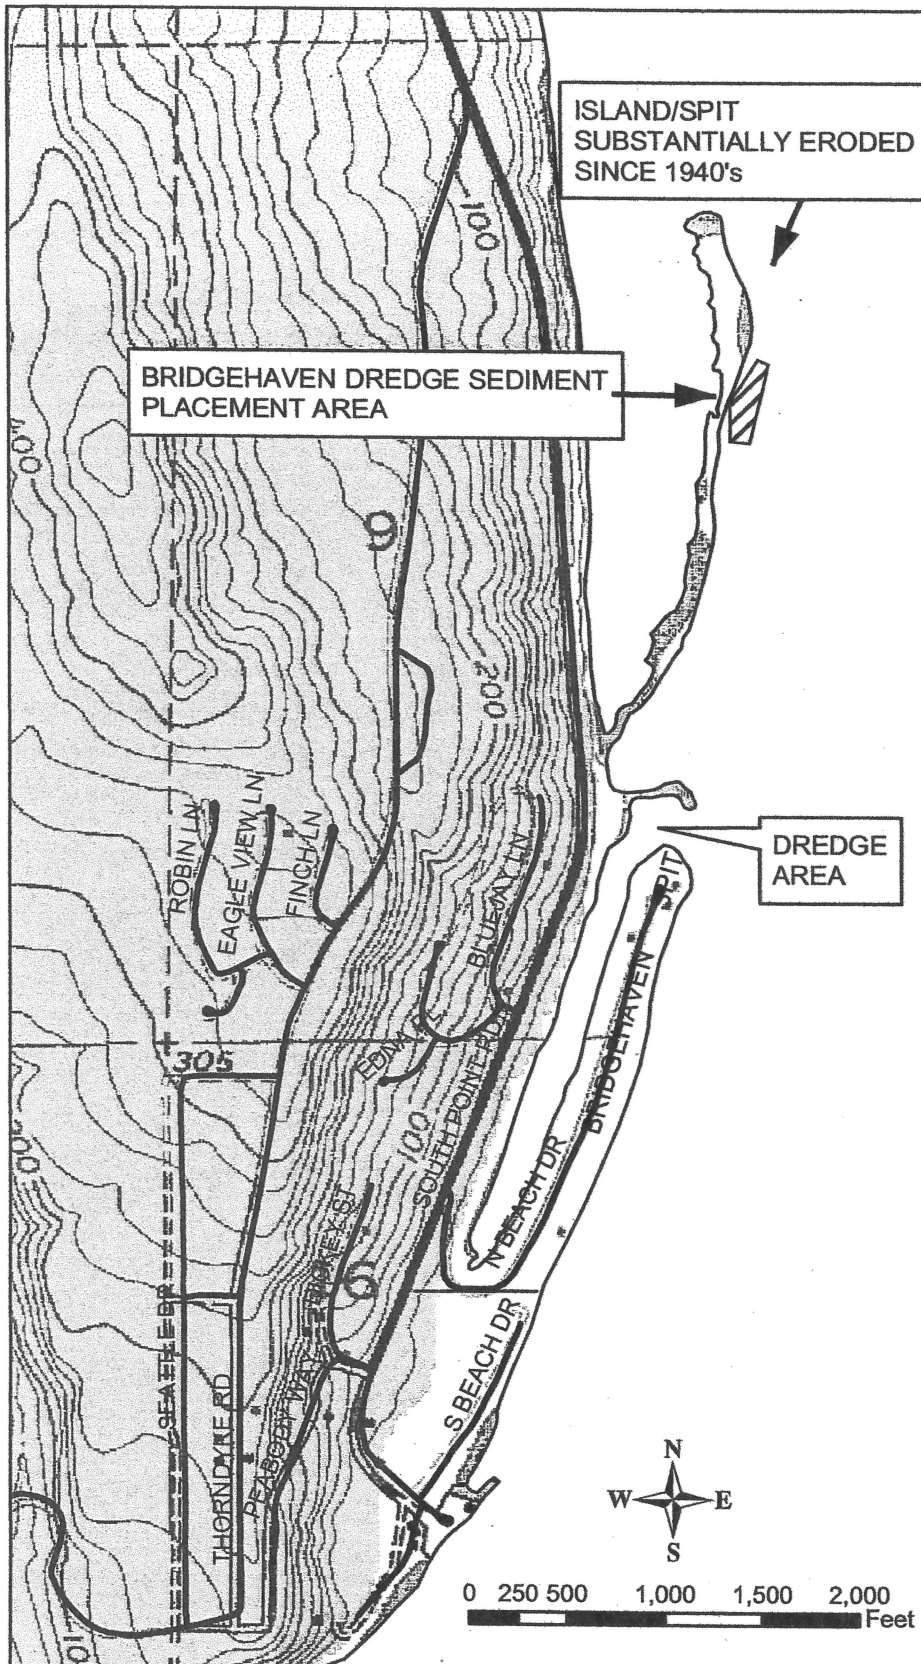 ISLAND/SPIT
SUBSTANTIALLY ERODED
SINCE 1940's
100
BRIDGEHAVEN DREDGE SEDIMENT
PLACEMENT AREA
9
200
ROBIN LN
EAGLE VIEW LN
FINCH LN
BLUEJAY LN
DREDGE
AREA
BRIDGEHAVEN SPIT
305
100
SOUTH POINT
N BEACH DR
6
SEATTLE DR
THORNDYKE RD
PEABODY WAY
S BEACH DR
N
W
E
S
0 250 500 1,000 1,500 2,000
Feet